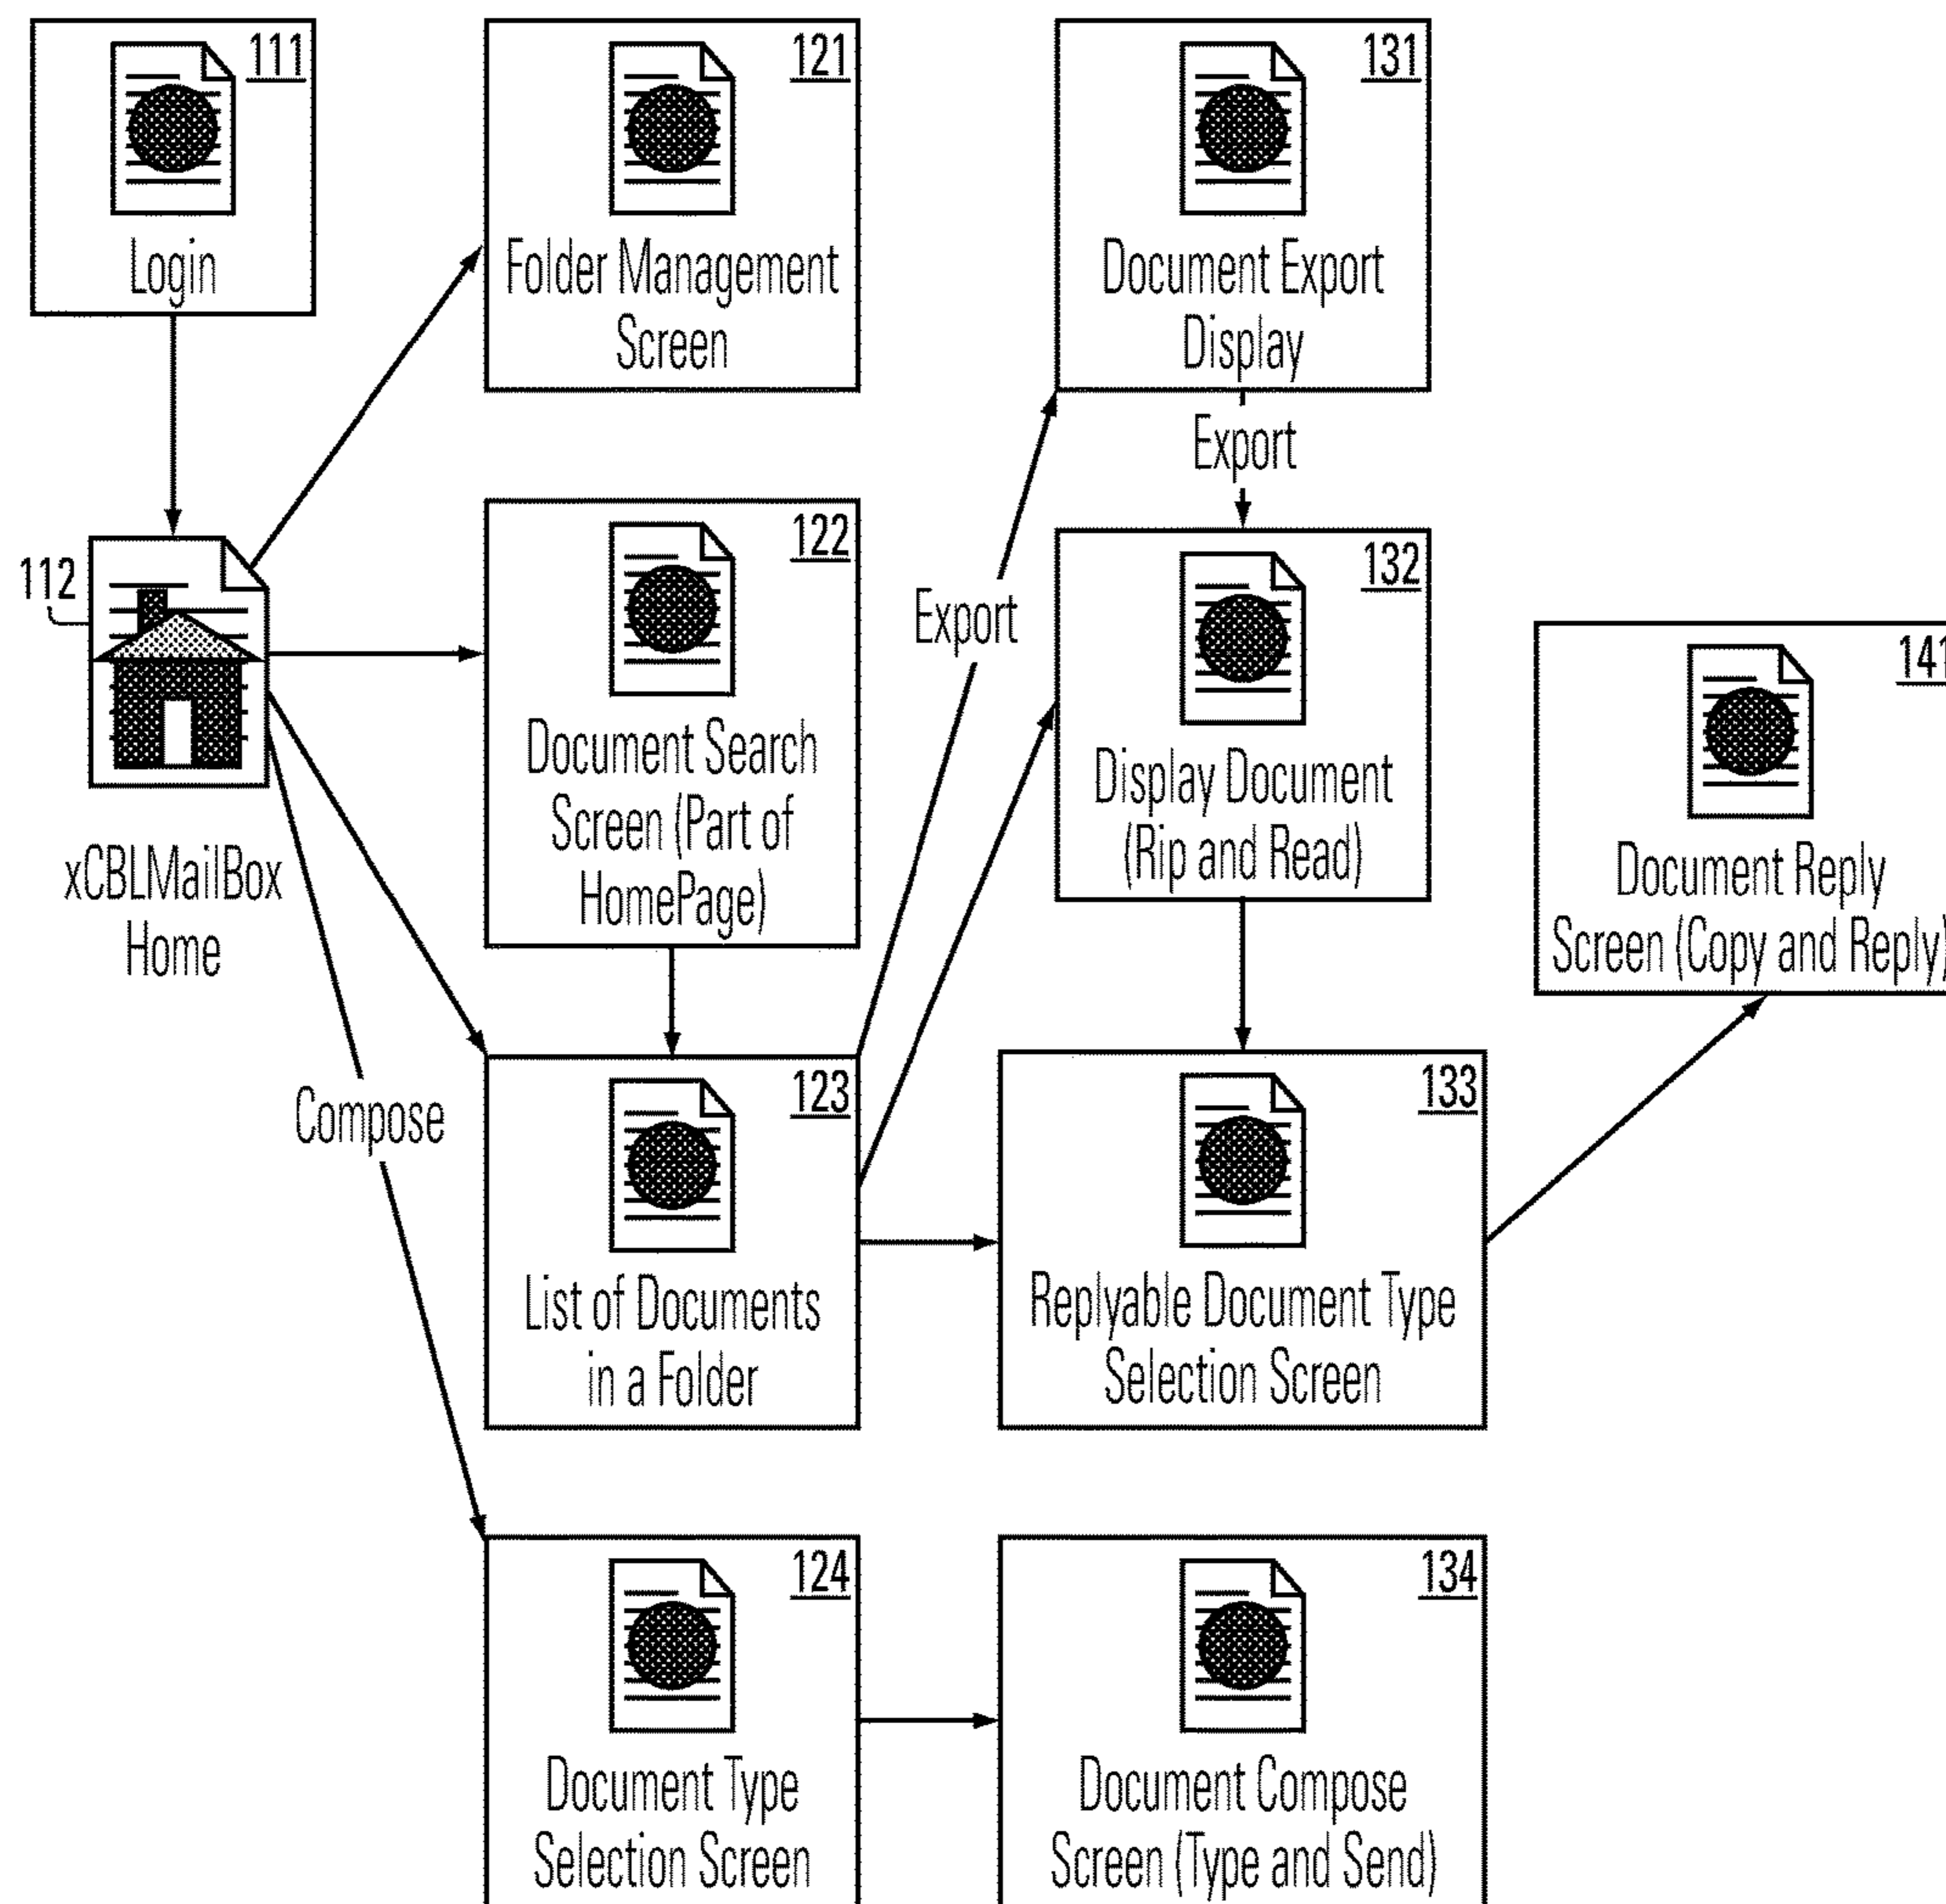 111
Login
121
Folder Management
Screen
131
Document Export
Display
Export
112
xCBLMailBox
Home
122
Document Search
Screen (Part of
HomePage)
Export
132
Display Document
(Rip and Read)
141
Document Reply
Screen (Copy and Reply)
Compose
123
List of Documents
in a Folder
133
Replyable Document Type
Selection Screen
124
Document Type
Selection Screen
134
Document Compose
Screen (Type and Send)